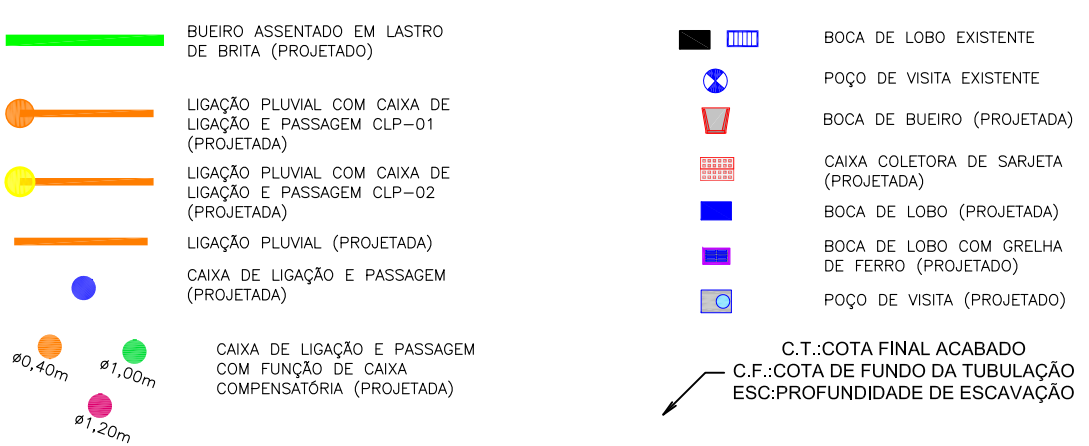 BUEIRO ASSENTADO EM LASTRO
DE BRITA (PROJETADO)
LIGAÇÃO PLUVIAL COM CAIXA DE
LIGAÇÃO E PASSAGEM CLP-01
(PROJETADA)
LIGAÇÃO PLUVIAL COM CAIXA DE
LIGAÇÃO E PASSAGEM CLP-02
(PROJETADA)
LIGAÇÃO PLUVIAL (PROJETADA)
CAIXA DE LIGAÇÃO E PASSAGEM
(PROJETADA)
ø0,40m
ø1,00m
ø1,20m
CAIXA DE LIGAÇÃO E PASSAGEM
COM FUNÇÃO DE CAIXA
COMPENSATÓRIA (PROJETADA)
BOCA DE LOBO EXISTENTE
POÇO DE VISITA EXISTENTE
BOCA DE BUEIRO (PROJETADA)
CAIXA COLETORA DE SARJETA
(PROJETADA)
BOCA DE LOBO (PROJETADA)
BOCA DE LOBO COM GRELHA
DE FERRO (PROJETADO)
POÇO DE VISITA (PROJETADO)
C.T.:COTA FINAL ACABADO
C.F.:COTA DE FUNDO DA TUBULAÇÃO
ESC:PROFUNDIDADE DE ESCAVAÇÃO